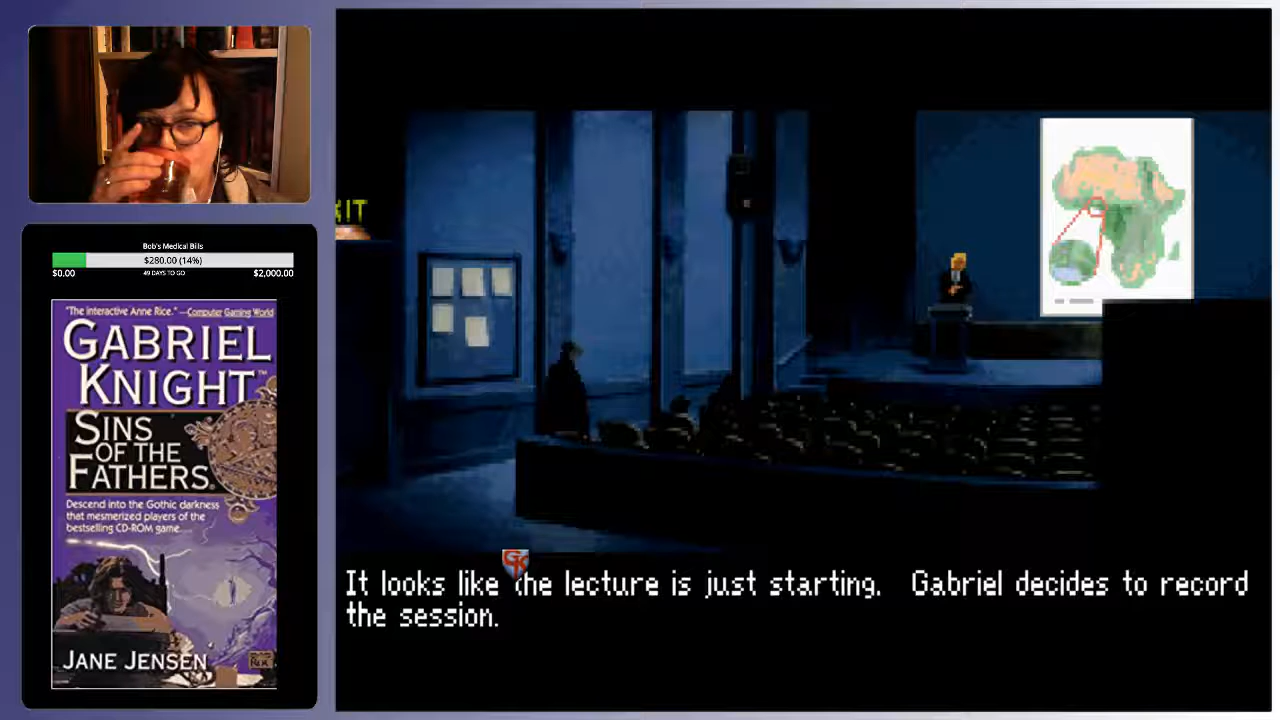 Bob's Medical Bills
$280.00 (14%)
$0.00 49 DAYS TO GO $2,000.00
"The interactive Anne Rice." —Computer Gaming World
GABRIEL
KNIGHT™
SINS
OF THE
FATHERS
Descend into the Gothic darkness
that mesmerized players of the
bestselling CD-ROM game
JANE JENSEN
XIT
GK
It looks like the lecture is just starting. Gabriel decides to record
the session.